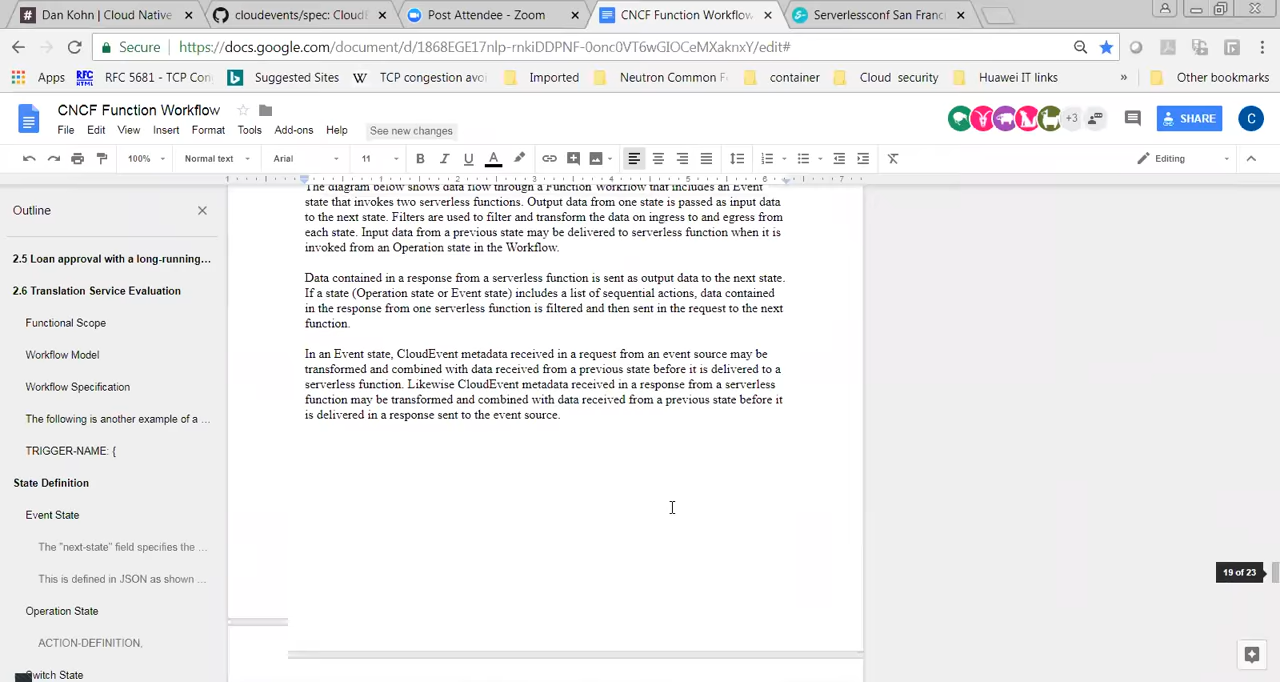 Dan Kohn | Cloud Native
cloudevents/spec: CloudE
Post Attendee - Zoom
CNCF Function Workflow
Serverlessconf San Franc
Secure
https://docs.google.com/document/d/1868EGE17nlp-rnkiDDPNF-0onc0VT6wGIOCeMXaknxY/edit#
Apps
RFC 5681 - TCP Con
Suggested Sites
TCP congestion avoi
Imported
Neutron Common F
container
Cloud security
Huawei IT links
»
Other bookmarks
CNCF Function Workflow
File Edit View Insert Format Tools Add-ons Help
See new changes
+3
SHARE
C
100%
Normal text
Arial
11
Editing
Outline
2.5 Loan approval with a long-running...
2.6 Translation Service Evaluation
Functional Scope
Workflow Model
Workflow Specification
The following is another example of a ...
TRIGGER-NAME: {
State Definition
Event State
The "next-state" field specifies the ...
This is defined in JSON as shown ...
Operation State
ACTION-DEFINITION,
Switch State
1 1 2 3 4 5 6 7
The diagram below shows data flow through a Function Workflow that includes an Event
state that invokes two serverless functions. Output data from one state is passed as input data
to the next state. Filters are used to filter and transform the data on ingress to and egress from
each state. Input data from a previous state may be delivered to serverless function when it is
invoked from an Operation state in the Workflow.
Data contained in a response from a serverless function is sent as output data to the next state.
If a state (Operation state or Event state) includes a list of sequential actions, data contained
in the response from one serverless function is filtered and then sent in the request to the next
function.
In an Event state, CloudEvent metadata received in a request from an event source may be
transformed and combined with data received from a previous state before it is delivered to a
serverless function. Likewise CloudEvent metadata received in a response from a serverless
function may be transformed and combined with data received from a previous state before it
is delivered in a response sent to the event source.
19 of 23